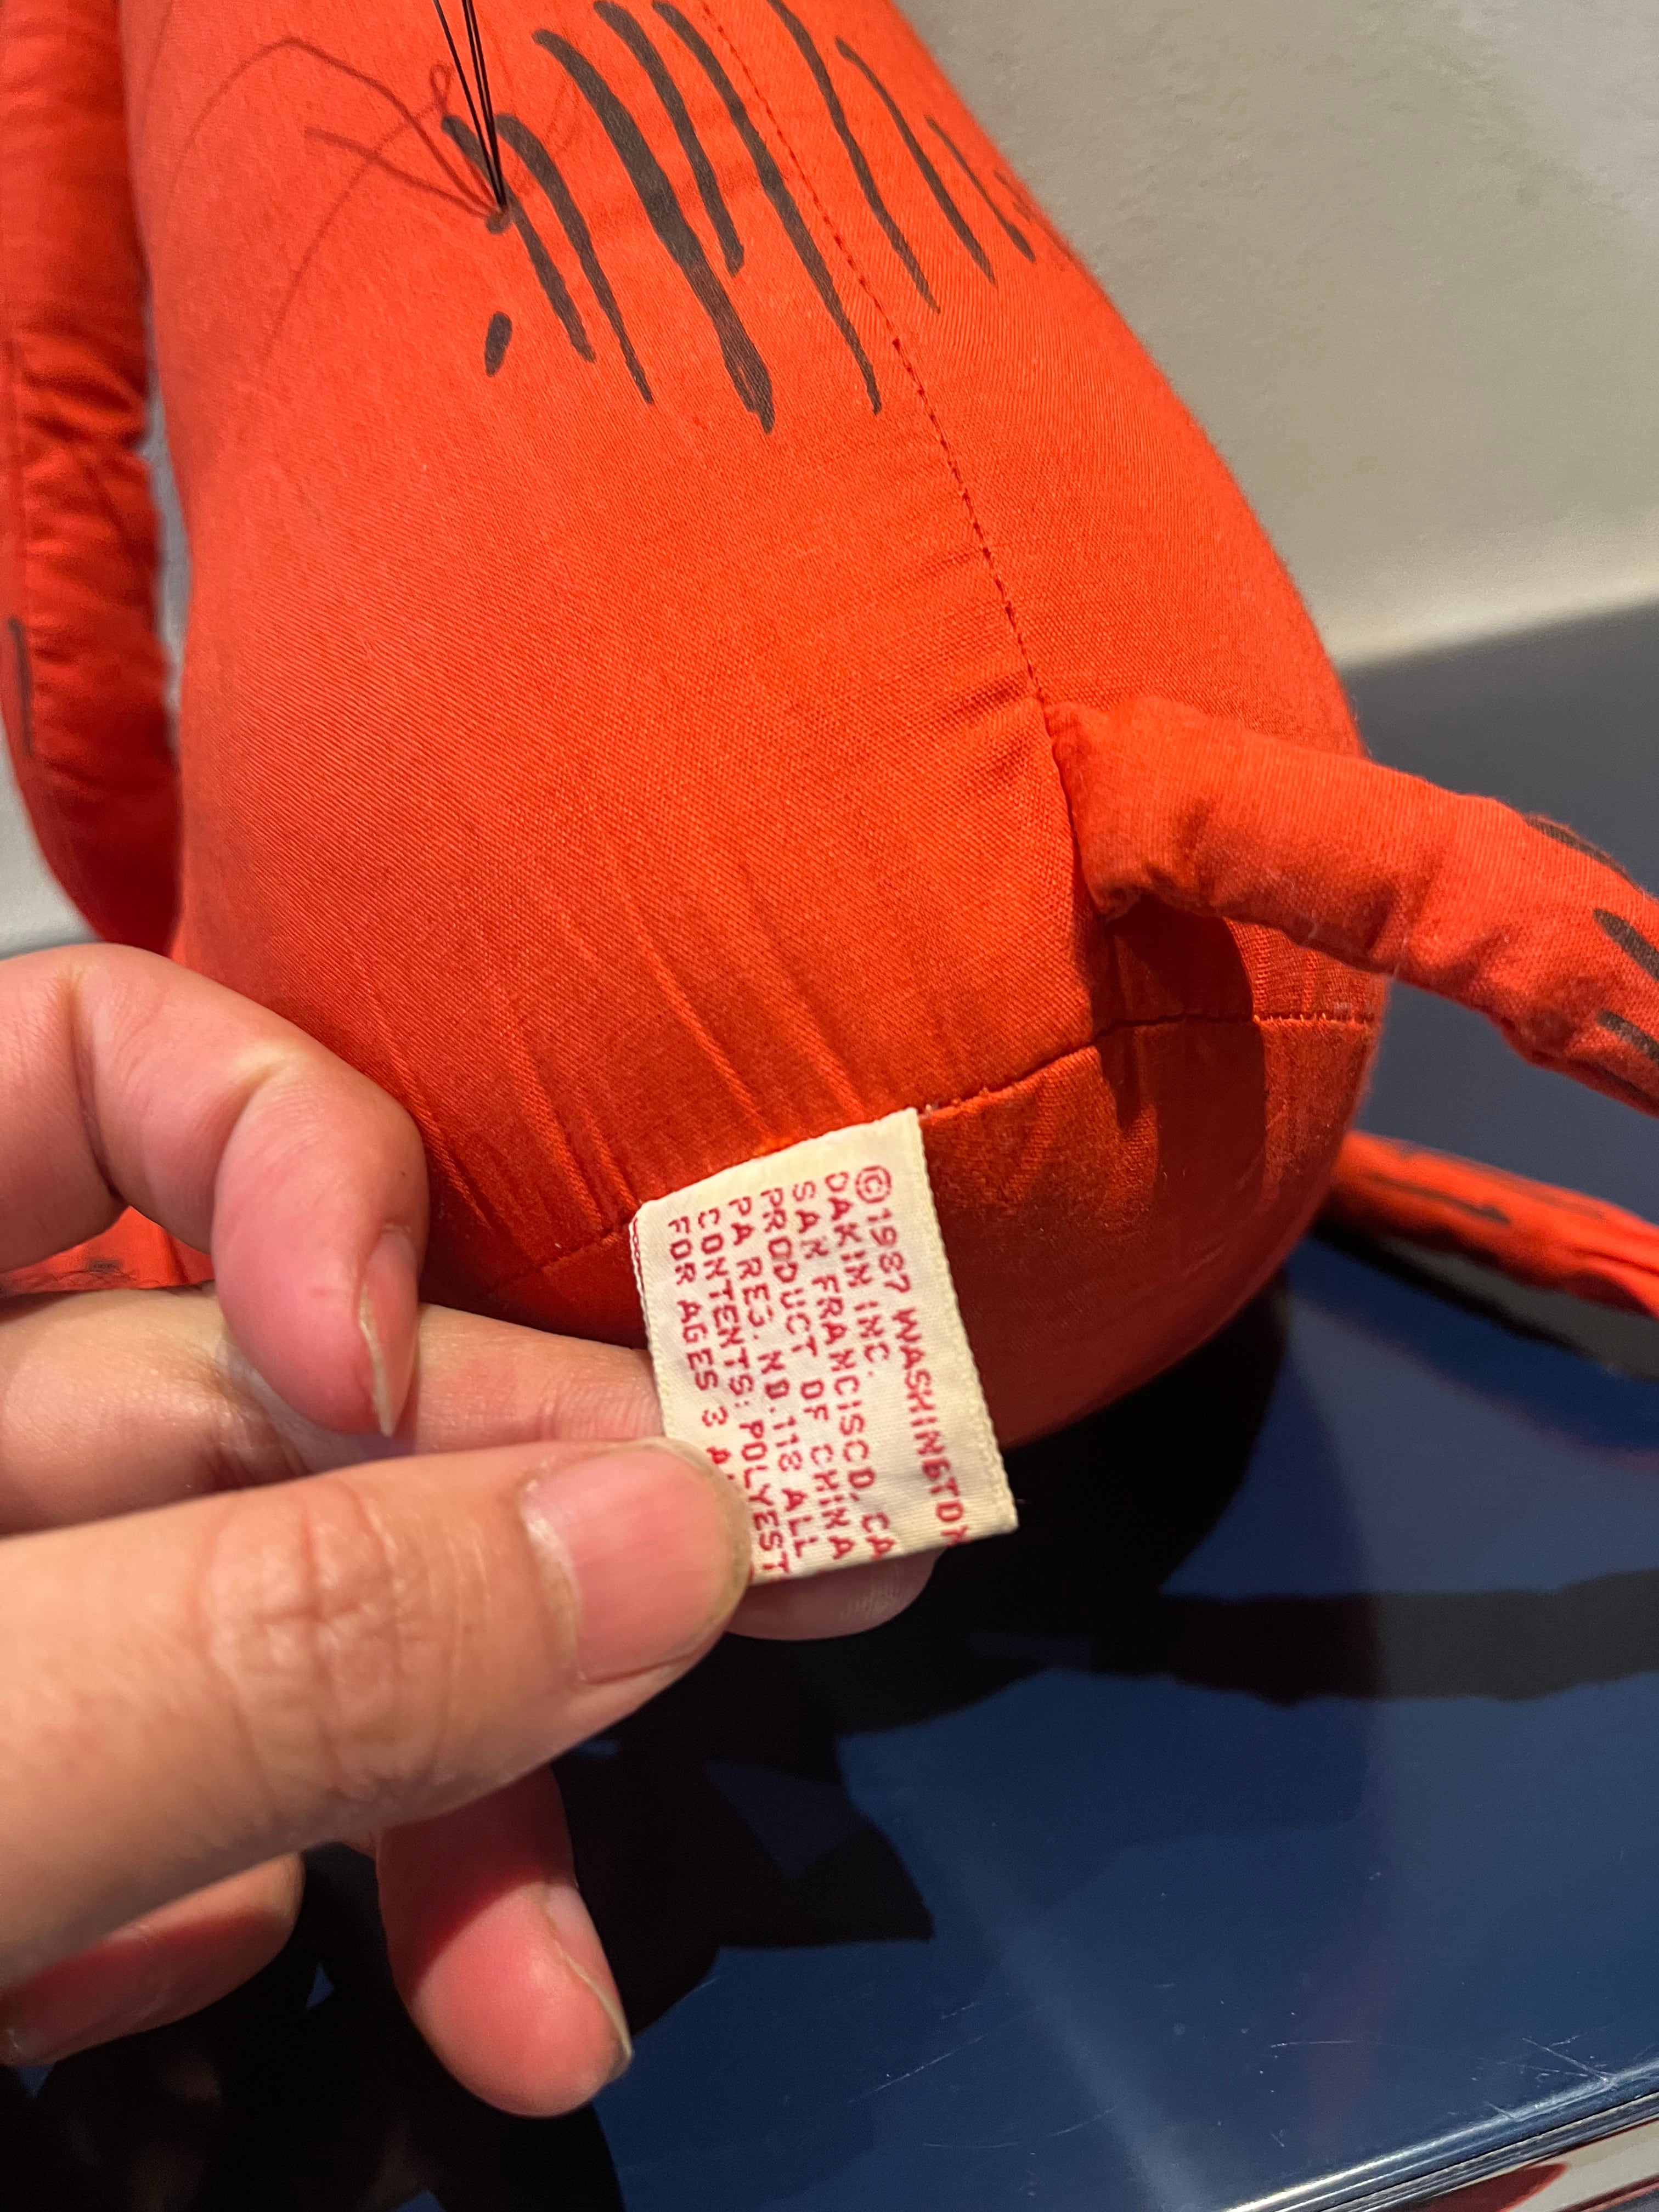 ©1987 WASHINGTON
DAKIN INC.
SAN FRANCISCO, CA
PRODUCT OF CHINA
PA REG. NO.118 ALL
CONTENTS: POLYEST
FOR AGES 3